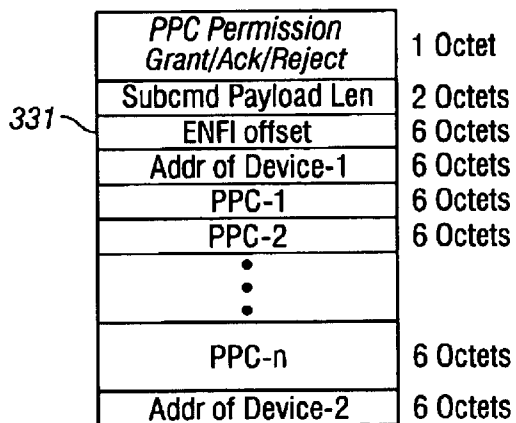 PPC Permission
Grant/Ack/Reject
1 Octet
Subcmd Payload Len
2 Octets
331
ENFI offset
6 Octets
Addr of Device-1
6 Octets
PPC-1
6 Octets
PPC-2
6 Octets
PPC-n
6 Octets
Addr of Device-2
6 Octets